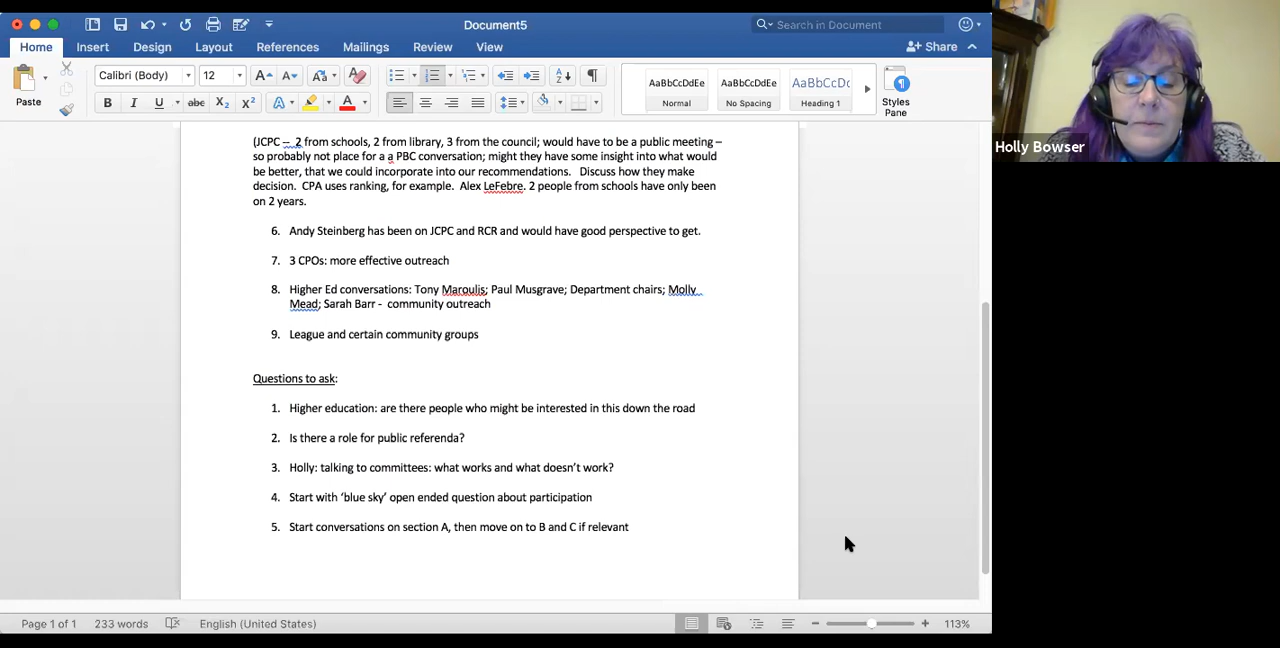 Document5
Search in Document
Home Insert Design Layout References Mailings Review View
Share
Paste
Calibri (Body) 12
AaBbCcDdEe AaBbCcDdEe AaBbCcDc
Normal No Spacing Heading 1
Styles Pane
(JCPC – 2 from schools, 2 from library, 3 from the council; would have to be a public meeting –
so probably not place for a a PBC conversation; might they have some insight into what would
be better, that we could incorporate into our recommendations. Discuss how they make
decision. CPA uses ranking, for example. Alex LeFebre. 2 people from schools have only been
on 2 years.
6. Andy Steinberg has been on JCPC and RCR and would have good perspective to get.
7. 3 CPOs: more effective outreach
8. Higher Ed conversations: Tony Maroulis; Paul Musgrave; Department chairs; Molly
Mead; Sarah Barr - community outreach
9. League and certain community groups
Questions to ask:
1. Higher education: are there people who might be interested in this down the road
2. Is there a role for public referenda?
3. Holly: talking to committees: what works and what doesn't work?
4. Start with 'blue sky' open ended question about participation
5. Start conversations on section A, then move on to B and C if relevant
Page 1 of 1 233 words English (United States) 113%
Holly Bowser